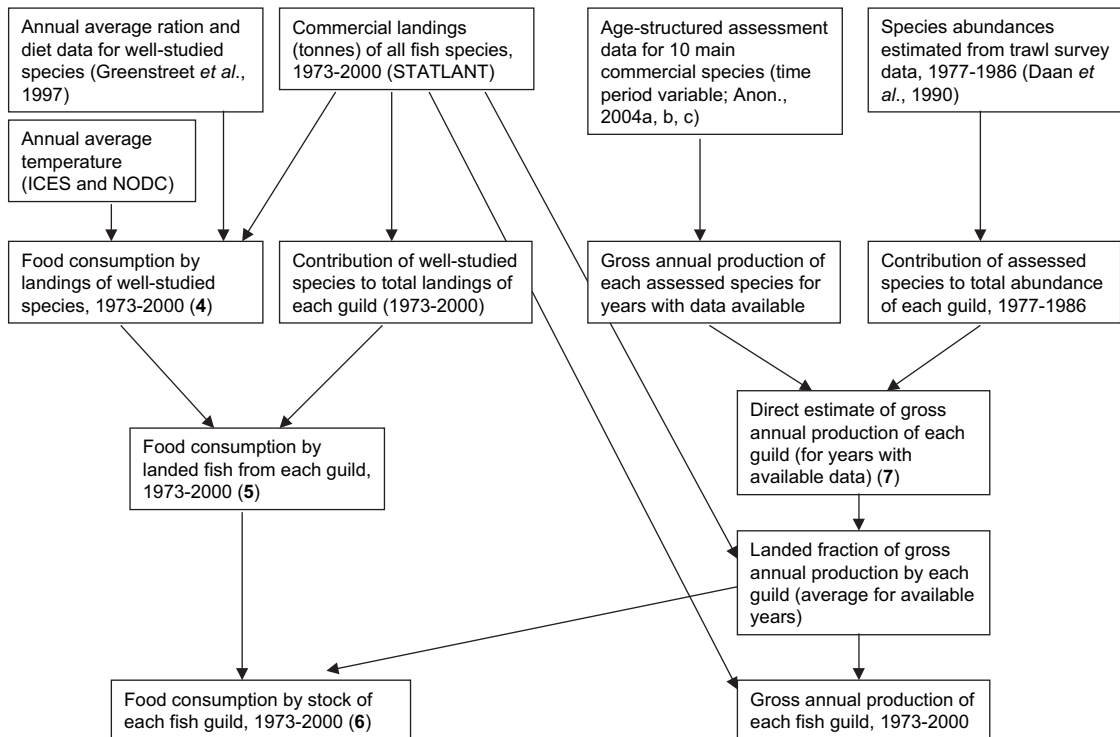 Annual average ration and
diet data for well-studied
species (Greenstreet et al.,
1997)
Commercial landings
(tonnes) of all fish species,
1973-2000 (STATLANT)
Age-structured assessment
data for 10 main
commercial species (time
period variable; Anon.,
2004a, b, c)
Species abundances
estimated from trawl survey
data, 1977-1986 (Daan et
al., 1990)
Annual average
temperature
(ICES and NODC)
Food consumption by
landings of well-studied
species, 1973-2000 (4)
Contribution of well-studied
species to total landings of
each guild (1973-2000)
Gross annual production of
each assessed species for
years with data available
Contribution of assessed
species to total abundance
of each guild, 1977-1986
Food consumption by
landed fish from each guild,
1973-2000 (5)
Direct estimate of gross
annual production of each
guild (for years with
available data) (7)
Landed fraction of gross
annual production by each
guild (average for available
years)
Food consumption by stock of
each fish guild, 1973-2000 (6)
Gross annual production of
each fish guild, 1973-2000